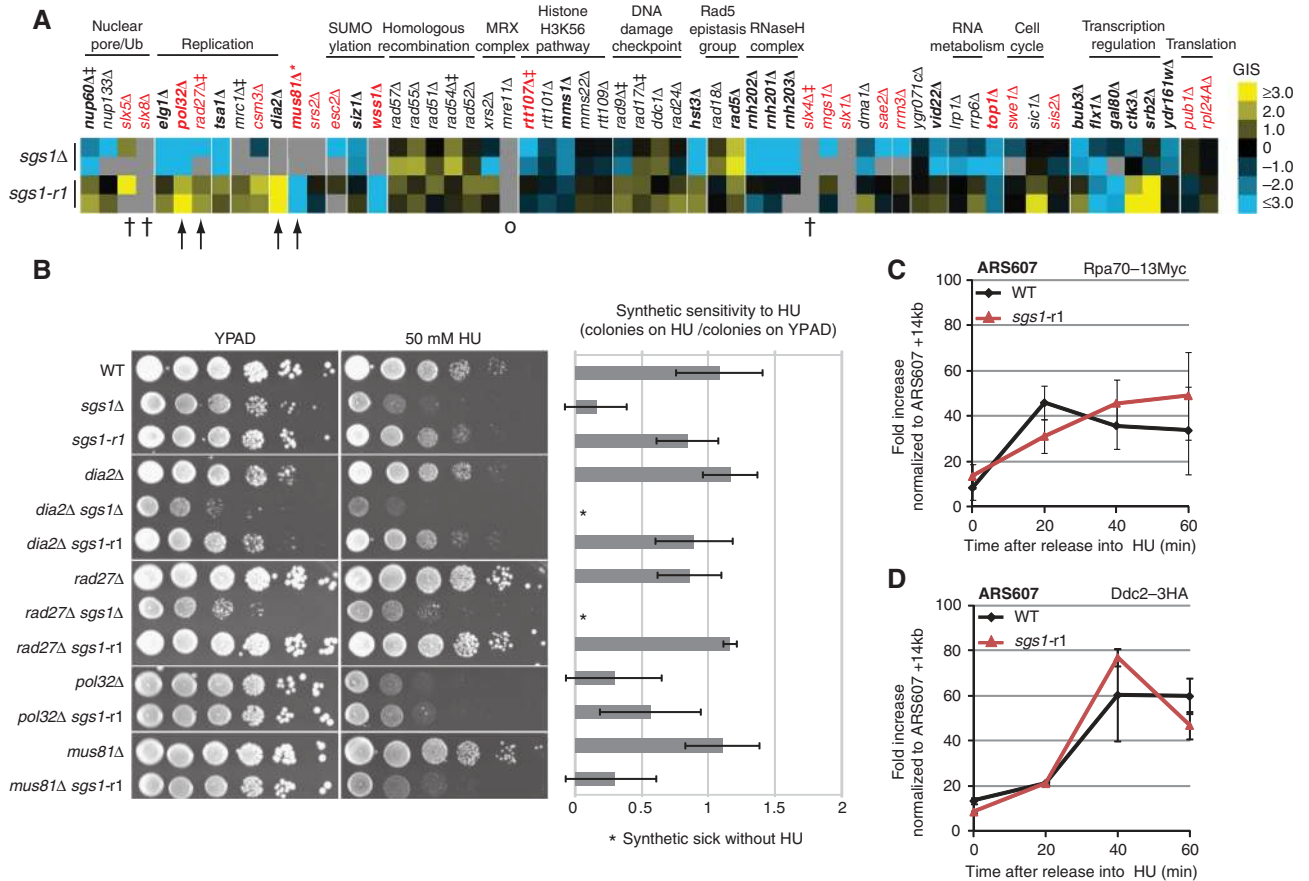 A
Nuclear pore/Ub
Replication
SUMO ylation
Homologous recombination
MRX complex
Histone H3K56 pathway
DNA damage checkpoint
Rad5 epistasis group
RNaseH complex
RNA metabolism
Cell cycle
Transcription regulation
Translation
nup60Δ‡
nup133Δ
slx5Δ
slx8Δ
elg1Δ
pol32Δ
rad27Δ‡
tsa1Δ
mrc1Δ‡
csm3Δ
dia2Δ
mus81Δ*
srs2Δ
esc2Δ
siz1Δ
wss1Δ
rad57Δ
rad55Δ
rad51Δ
rad54Δ‡
rad52Δ
xrs2Δ
mre11Δ
rtt107Δ‡
rtt101Δ
mms1Δ
mms22Δ
rtt109Δ
rad9Δ‡
rad17Δ‡
ddc1Δ
rad24Δ
hst3Δ
rad18Δ
rad5Δ
rnh202Δ
rnh201Δ
rnh203Δ
slx4Δ‡
mgs1Δ
slx1Δ
dma1Δ
sae2Δ
rrm3Δ
ygr071cΔ
vid22Δ
lrp1Δ
rrp6Δ
top1Δ
swe1Δ
sic1Δ
sis2Δ
bub3Δ
flx1Δ
gal80Δ
ctk3Δ
srb2Δ
ydr161wΔ
pub1Δ
rpl24AΔ
GIS
≥3.0
2.0
1.0
0
−1.0
−2.0
≤3.0
sgs1Δ
sgs1-r1
† †
o
†
B
YPAD
50 mM HU
Synthetic sensitivity to HU
(colonies on HU /colonies on YPAD)
WT
sgs1Δ
sgs1-r1
dia2Δ
dia2Δ sgs1Δ
*
dia2Δ sgs1-r1
rad27Δ
rad27Δ sgs1Δ
*
rad27Δ sgs1-r1
pol32Δ
pol32Δ sgs1-r1
mus81Δ
mus81Δ sgs1-r1
0 0.5 1 1.5 2
* Synthetic sick without HU
C
ARS607 Rpa70–13Myc
WT
sgs1-r1
Fold increase
normalized to ARS607 +14kb
100
80
60
40
20
0
0 20 40 60
Time after release into HU (min)
D
ARS607 Ddc2–3HA
WT
sgs1-r1
Fold increase
normalized to ARS607 +14kb
100
80
60
40
20
0
0 20 40 60
Time after release into HU (min)